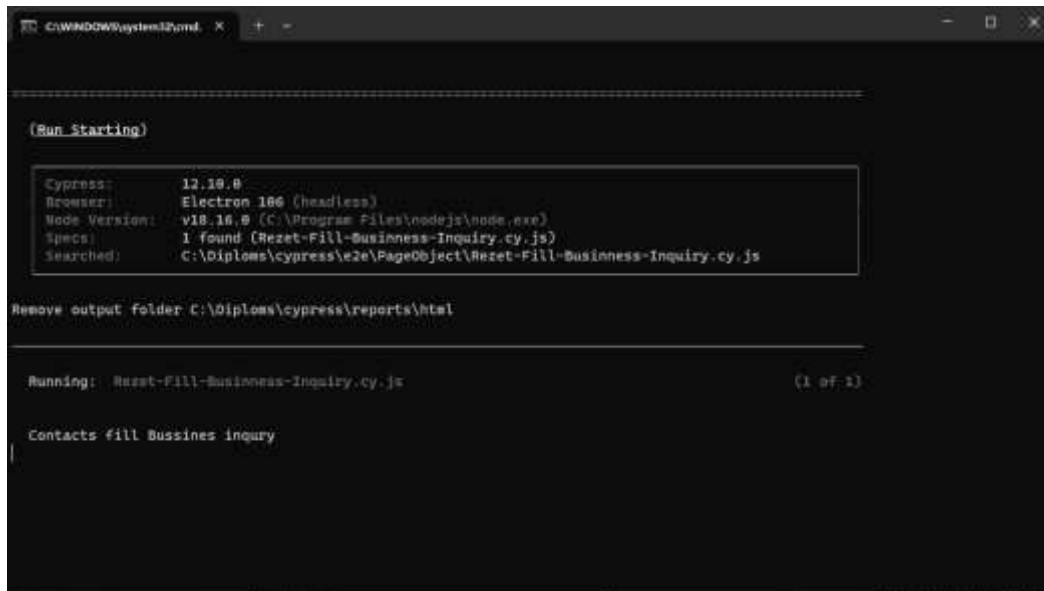 C:\WINDOWS\system32\cmd.
(Run Starting)
Cypress: 12.10.0
Browser: Electron 106 (headless)
Node Version: v18.16.0 (C:\Program Files\nodejs\node.exe)
Specs: 1 found (Rezet-Fill-Businness-Inquiry.cy.js)
Searched: C:\Diploms\cypress\e2e\PageObject\Rezet-Fill-Businness-Inquiry.cy.js
Remove output folder C:\Diploms\cypress\reports\html
Running: Rezet-Fill-Businness-Inquiry.cy.js (1 of 1)
Contacts fill Bussines inqury